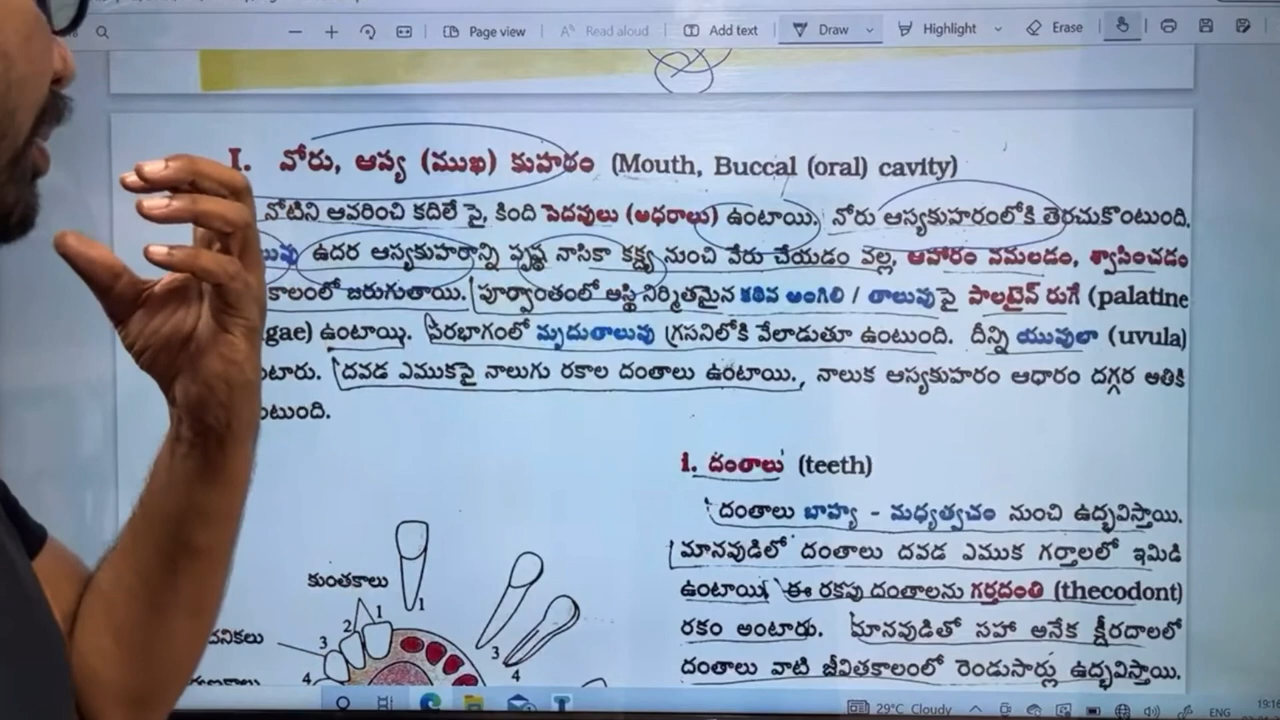 Page view
Read aloud
Add text
Draw
Highlight
Erase
I. నోరు, ఆస్య (ముఖ) కుహరం (Mouth, Buccal (oral) cavity)
నోటిని ఆవరించి కదిలే పై, కింది పెదవులు (అధరాలు) ఉంటాయి. నోరు ఆస్యకుహరంలోకి తెరచుకొంటుంది.
ఉదర ఆస్యకుహరాన్ని పృష్ఠ నాసికా కక్ష్య నుంచి వేరు చేయడం వల్ల, ఆహారం నమలడం, శ్వాసించడం
కాలంలో జరుగుతాయి. పూర్వాంతంలో అస్థి నిర్మితమైన కఠిన అంగిలి / తాలువుపై పాలటైన్ రుగే (palatine
gae) ఉంటాయి. పరభాగంలో మృదుతాలువు గ్రసనిలోకి వేలాడుతూ ఉంటుంది. దీన్ని యువులా (uvula)
టారు. దవడ ఎముకపై నాలుగు రకాల దంతాలు ఉంటాయి., నాలుక ఆస్యకుహరం ఆధారం దగ్గర అతికి
టుంది.
i. దంతాలు (teeth)
దంతాలు బాహ్య - మధ్యత్వచం నుంచి ఉద్భవిస్తాయి.
మానవుడిలో దంతాలు దవడ ఎముక గర్తాలలో ఇమిడి
ఉంటాయి. ఈ రకపు దంతాలను గర్తదంతి (thecodont)
రకం అంటారు. మానవుడితో సహా అనేక క్షీరదాలలో
దంతాలు వాటి జీవితకాలంలో రెండుసార్లు ఉద్భవిస్తాయి.
కుంతకాలు
1
1
2
3
దనికలు
3
4
4
29°C Cloudy
ENG
19:16